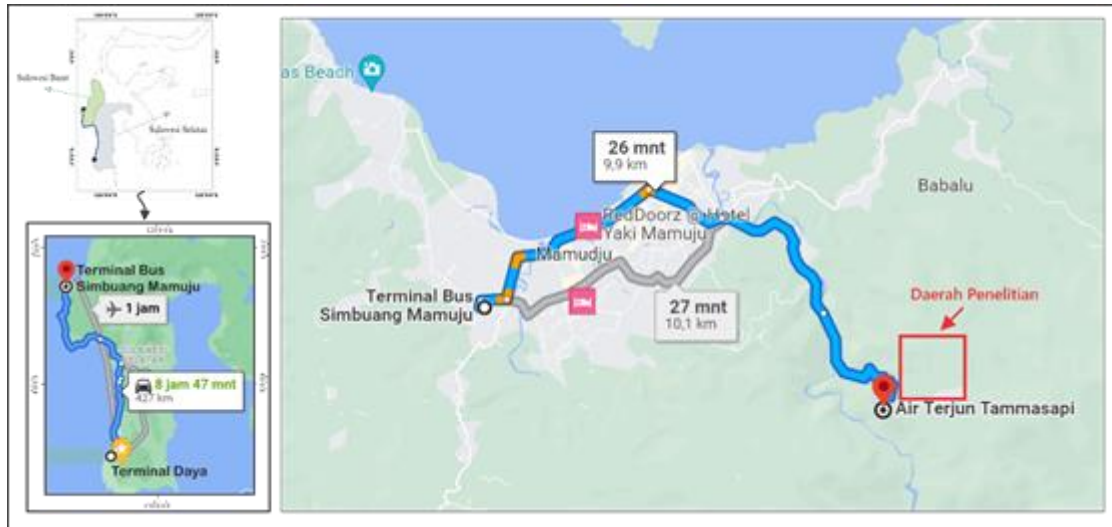 Sulawesi Barat
Sulawesi Selatan
Terminal Bus
Simbuang Mamuju
1 jam
8 jam 47 mnt
427 km
Terminal Daya
as Beach
26 mnt
9,9 km
Babalu
RedDoorz @ Hotel
Yaki Mamuju
Mamudju
Terminal Bus
Simbuang Mamuju
27 mnt
10,1 km
Daerah Penelitian
Air Terjun Tammasapi